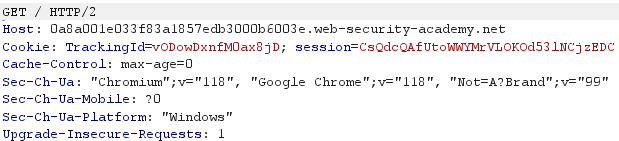 GET / HTTP/2
Host: 0a8a001e033f83a1857edb3000b6003e.web-security-academy.net
Cookie: TrackingId=vODowDxnfMOax8jD; session=CsQdcQAfUtoWWYMrVLOKOd53lNCjzEDC
Cache-Control: max-age=0
Sec-Ch-Ua: "Chromium";v="118", "Google Chrome";v="118", "Not=A?Brand";v="99"
Sec-Ch-Ua-Mobile: ?0
Sec-Ch-Ua-Platform: "Windows"
Upgrade-Insecure-Requests: 1